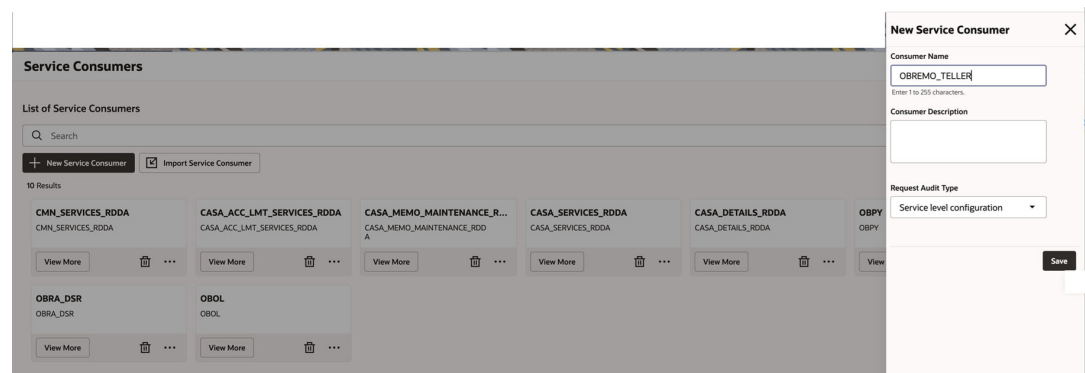 Service Consumers
List of Service Consumers
Search
New Service Consumer
Import Service Consumer
10 Results
CMN_SERVICES_RDDA
CMN_SERVICES_RDDA
View More
CASA_ACC_LMT_SERVICES_RDDA
CASA_ACC_LMT_SERVICES_RDDA
View More
CASA_MEMO_MAINTENANCE_R...
CASA_MEMO_MAINTENANCE_RDD
A
View More
CASA_SERVICES_RDDA
CASA_SERVICES_RDDA
View More
CASA_DETAILS_RDDA
CASA_DETAILS_RDDA
View More
OBPY
OBPY
View
OBRA_DSR
OBRA_DSR
View More
OBOL
OBOL
View More
New Service Consumer
Consumer Name
OBREMO_TELLER
Enter 1 to 255 characters.
Consumer Description
Request Audit Type
Service level configuration
Save